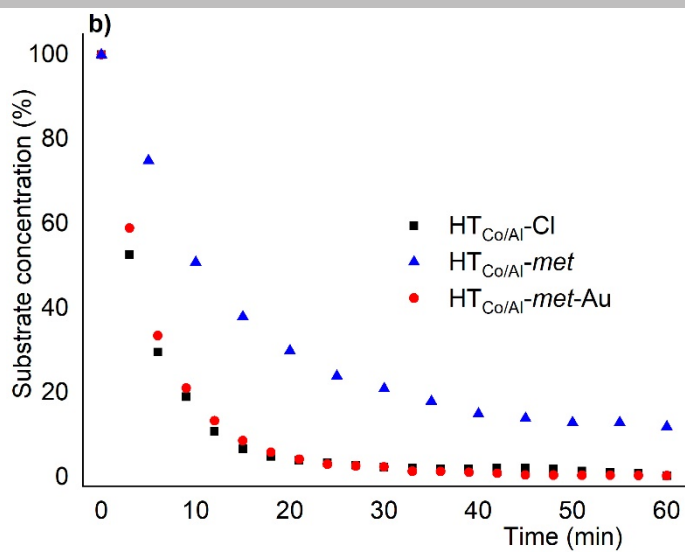 b)
100
80
60
40
20
0
Substrate concentration (%)
HTCo/Al-Cl
HTCo/Al-met
HTCo/Al-met-Au
0 10 20 30 40 50 60
Time (min)